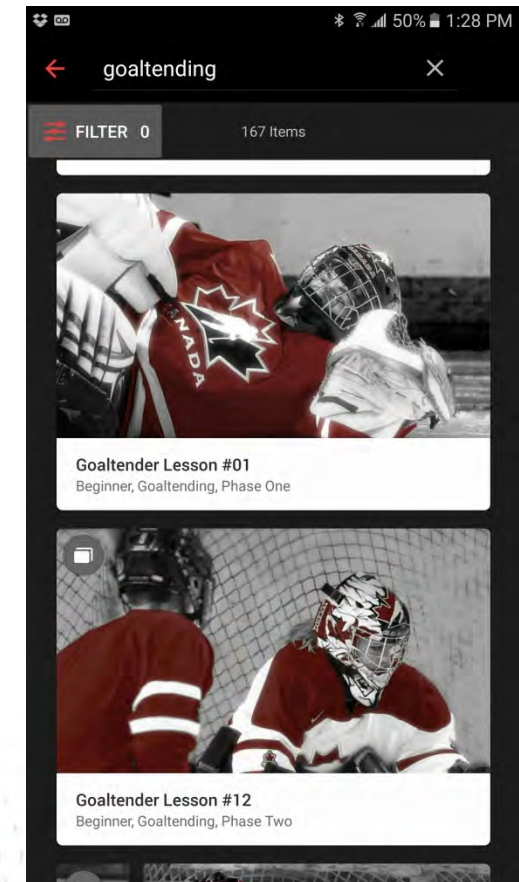 50% 1:28 PM
goaltending
FILTER 0 167 Items
CANADA
Goaltender Lesson #01
Beginner, Goaltending, Phase One
Goaltender Lesson #12
Beginner, Goaltending, Phase Two